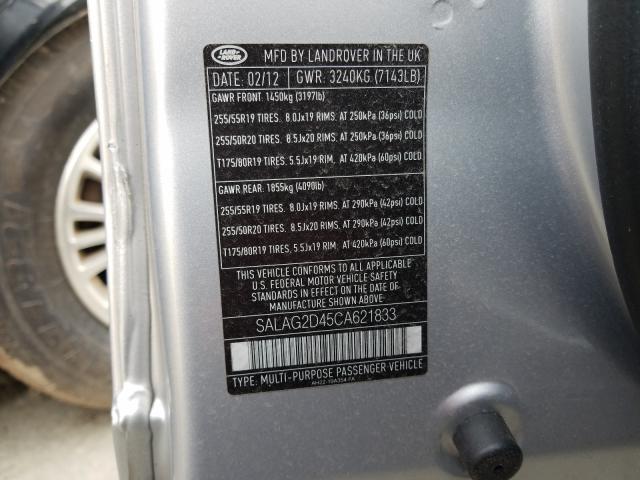 LAND ROVER
MFD BY LANDROVER IN THE UK
DATE: 02/12 GWR: 3240KG (7143LB)
GAWR FRONT: 1450kg (3197lb)
255/55R19 TIRES. 8.0Jx19 RIMS. AT 250kPa (36psi) COLD
255/50R20 TIRES. 8.5Jx20 RIMS. AT 250kPa (36psi) COLD
T175/80R19 TIRES. 5.5Jx19 RIM, AT 420kPa (60psi) COLD
GAWR REAR: 1855kg (4090lb)
255/55R19 TIRES. 8.0Jx19 RIMS. AT 290kPa (42psi) COLD
255/50R20 TIRES. 8.5Jx20 RIMS. AT 290kPa (42psi) COLD
T175/80R19 TIRES, 5.5Jx19 RIM, AT 420kPa (60psi) COLD
THIS VEHICLE CONFORMS TO ALL APPLICABLE
U.S. FEDERAL MOTOR VEHICLE SAFETY
STANDARDS IN EFFECT ON THE DATE OF
MANUFACTURE SHOWN ABOVE
SALAG2D45CA621833
TYPE: MULTI-PURPOSE PASSENGER VEHICLE